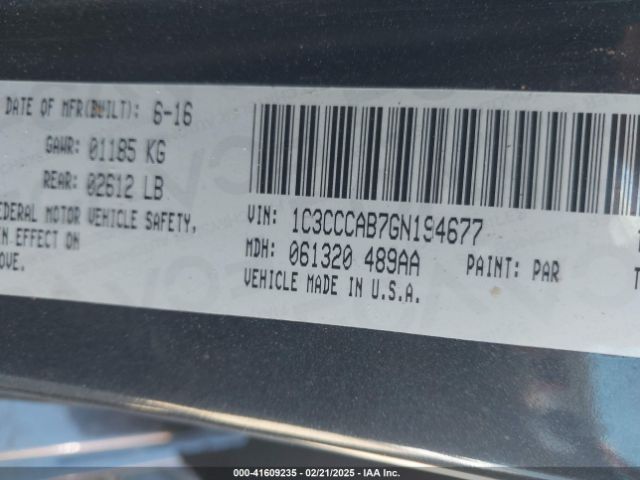 DATE OF MFR(BUILT): 6-16
GAWR: 01185 KG
REAR: 02612 LB
EDERAL MOTOR VEHICLE SAFETY,
N EFFECT ON
OVE.
VIN: 1C3CCCAB7GN194677
MDH: 061320 489AA PAINT: PAR
VEHICLE MADE IN U.S.A.
000-41609235 - 02/21/2025 - IAA Inc.